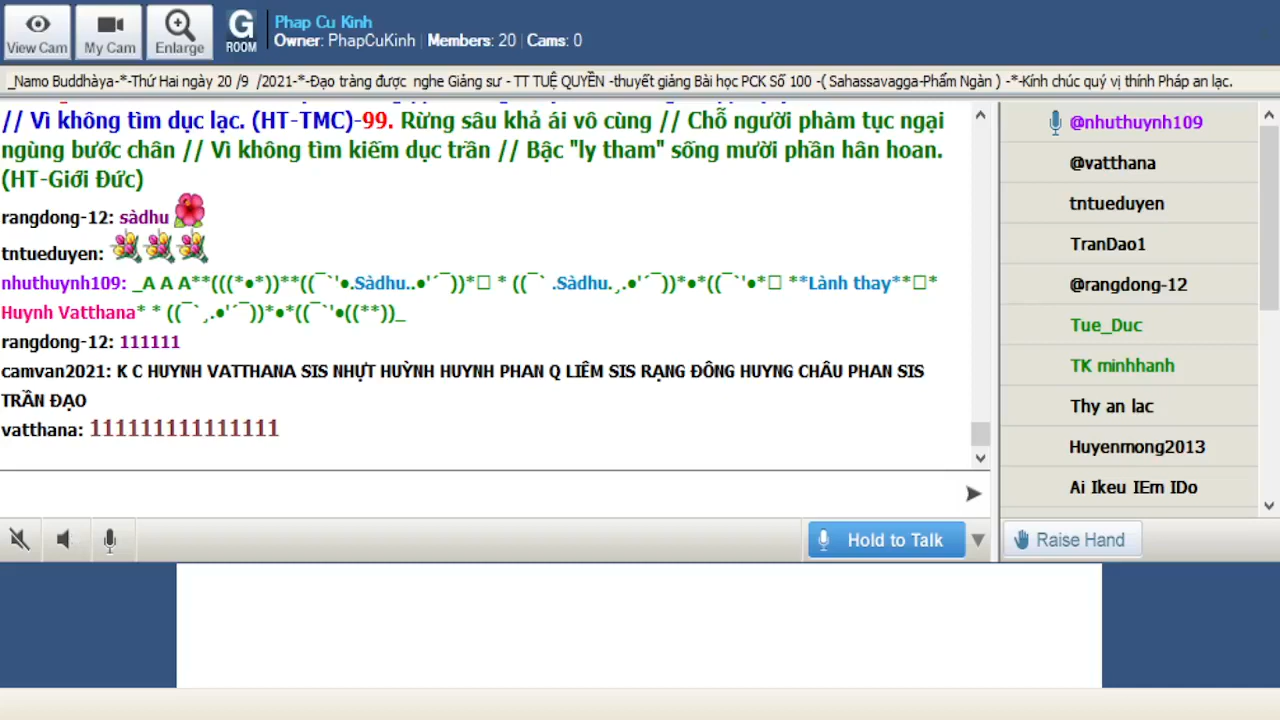 Phap Cu Kinh
View Cam My Cam Enlarge G ROOM Owner: PhapCuKinh Members: 20 Cams: 0
_Namo Buddhàya-*-Thứ Hai ngày 20 /9 /2021-*-Đạo tràng được nghe Giảng sư - TT TUỆ QUYỀN -thuyết giảng Bài học PCK Số 100 -( Sahassavagga-Phẩm Ngàn ) -*-Kính chúc quý vị thính Pháp an lạc.
// Vì không tìm dục lạc. (HT-TMC)-99. Rừng sâu khả ái vô cùng // Chỗ người phàm tục ngại
ngùng bước chân // Vì không tìm kiếm dục trần // Bậc "ly tham" sống mười phần hân hoan.
(HT-Giới Đức)
rangdong-12: sàdhu
tntueduyen:
nhuthuynh109: _A A A**(((*•*))**((¯`'•.Sàdhu..•'´¯))*□ * ((¯` .Sàdhu.¸.•'´¯))*•*((¯`'•*□ **Lành thay**□*
Huynh Vatthana* * ((¯`¸.•'´¯))*•*((¯`'•((**))_
rangdong-12: 111111
camvan2021: K C HUYNH VATTHANA SIS NHỰT HUỲNH HUYNH PHAN Q LIÊM SIS RẠNG ĐÔNG HUYNG CHÂU PHAN SIS
TRẦN ĐẠO
vatthana: 111111111111111
@nhuthuynh109
@vatthana
tntueduyen
TranDao1
@rangdong-12
Tue_Duc
TK minhhanh
Thy an lac
Huyenmong2013
Ai Ikeu IEm IDo
Hold to Talk
Raise Hand